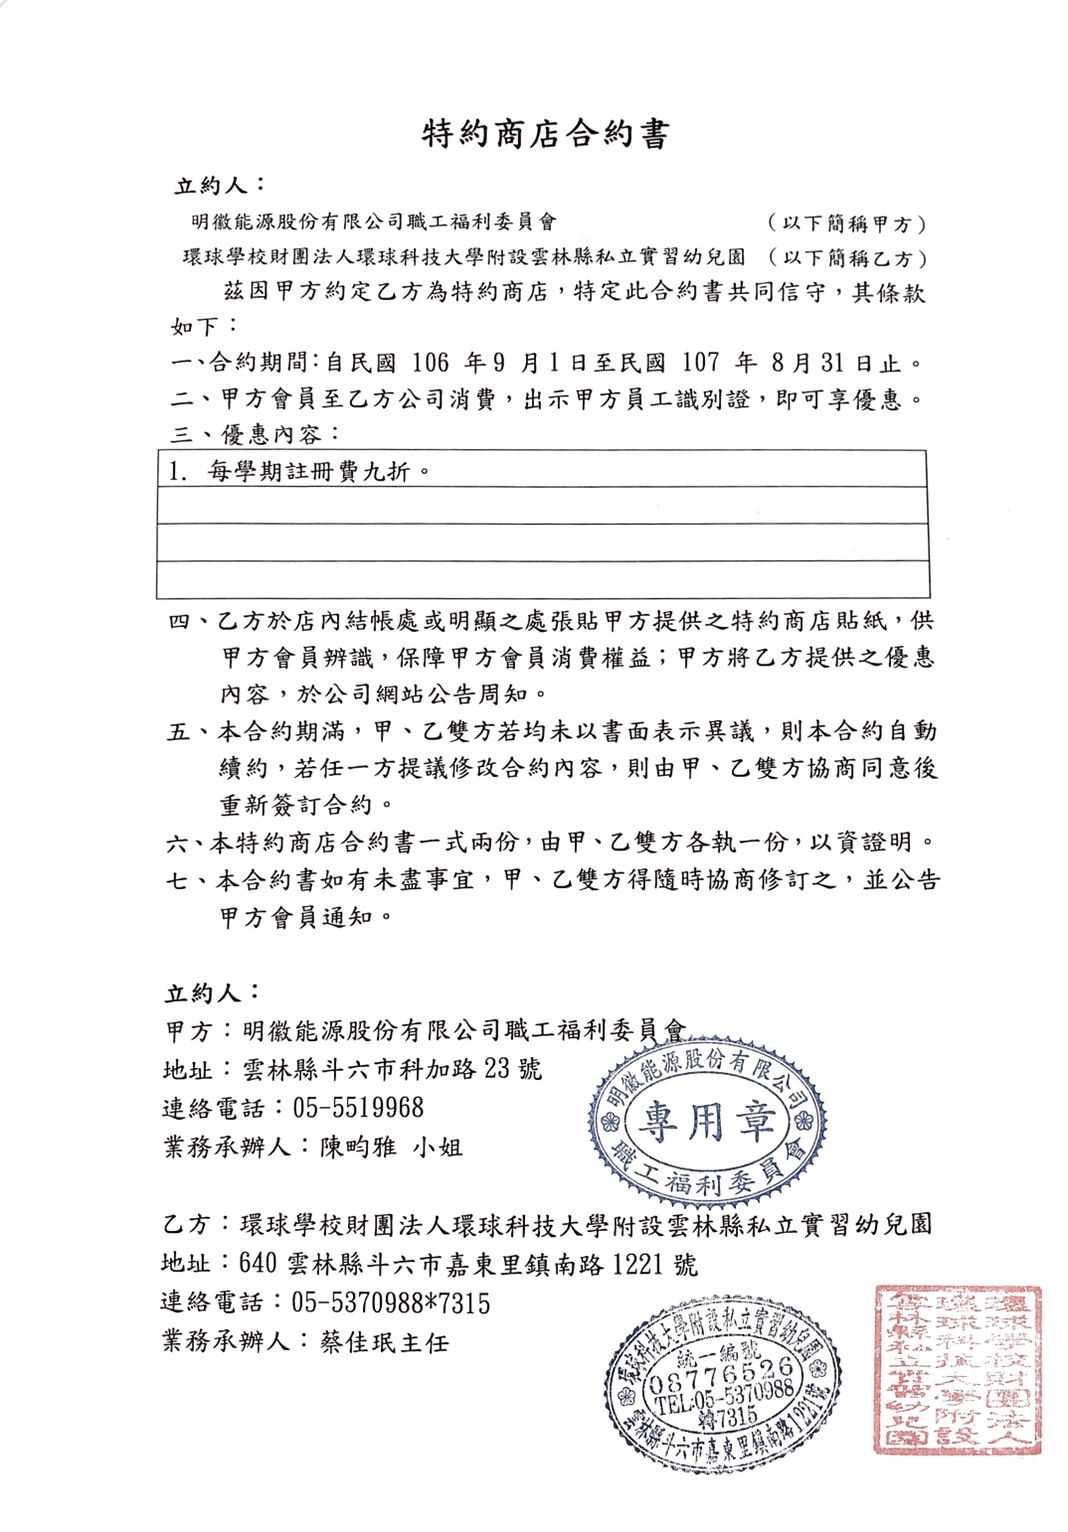 特約商店合約書
立約人：
明徽能源股份有限公司職工福利委員會 （以下簡稱甲方）
環球學校財團法人環球科技大學附設雲林縣私立實習幼兒園 （以下簡稱乙方）
茲因甲方約定乙方為特約商店，特定此合約書共同信守，其條款
如下：
一、合約期間：自民國 106 年 9 月 1 日至民國 107 年 8 月 31 日止。
二、甲方會員至乙方公司消費，出示甲方員工識別證，即可享優惠。
三、優惠內容：
1. 每學期註冊費九折。
四、乙方於店內結帳處或明顯之處張貼甲方提供之特約商店貼紙，供
甲方會員辨識，保障甲方會員消費權益；甲方將乙方提供之優惠
內容，於公司網站公告周知。
五、本合約期滿，甲、乙雙方若均未以書面表示異議，則本合約自動
續約，若任一方提議修改合約內容，則由甲、乙雙方協商同意後
重新簽訂合約。
六、本特約商店合約書一式兩份，由甲、乙雙方各執一份，以資證明。
七、本合約書如有未盡事宜，甲、乙雙方得隨時協商修訂之，並公告
甲方會員通知。
立約人：
甲方：明徽能源股份有限公司職工福利委員會
地址：雲林縣斗六市科加路 23 號
連絡電話：05-5519968
業務承辦人：陳畇雅 小姐
明徽能源股份有限公司
專用章
職工福利委員會
乙方：環球學校財團法人環球科技大學附設雲林縣私立實習幼兒園
地址：640 雲林縣斗六市嘉東里鎮南路 1221 號
連絡電話：05-5370988*7315
業務承辦人：蔡佳珉主任
環球科技大學附設私立實習幼兒園
統一編號
08776526
TEL:05-5370988
轉7315
雲林縣斗六市嘉東里鎮南路1221號
環球學校財團法人
環球科技大學附設
雲林縣私立實習幼兒園